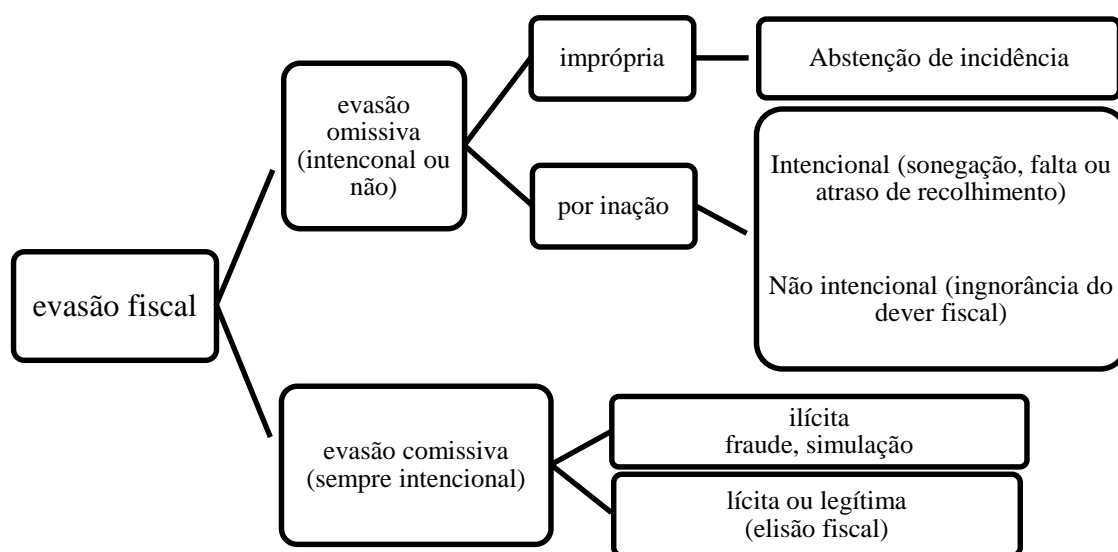 evasão fiscal
evasão
omissiva
(intenconal ou
não)
imprópria
Abstenção de incidência
por inação
Intencional (sonegação, falta ou
atraso de recolhimento)
Não intencional (ingnorância do
dever fiscal)
evasão comissiva
(sempre intencional)
ilícita
fraude, simulação
lícita ou legítima
(elisão fiscal)